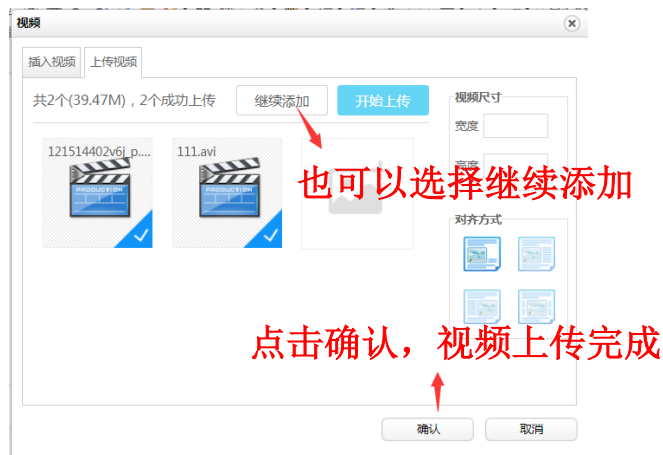 视频
插入视频 上传视频
共2个(39.47M)，2个成功上传 继续添加 开始上传
视频尺寸
宽度
121514402v6j_p.... 111.avi
PRODUCTION PRODUCTION
高度
也可以选择继续添加
对齐方式
点击确认，视频上传完成
确认 取消